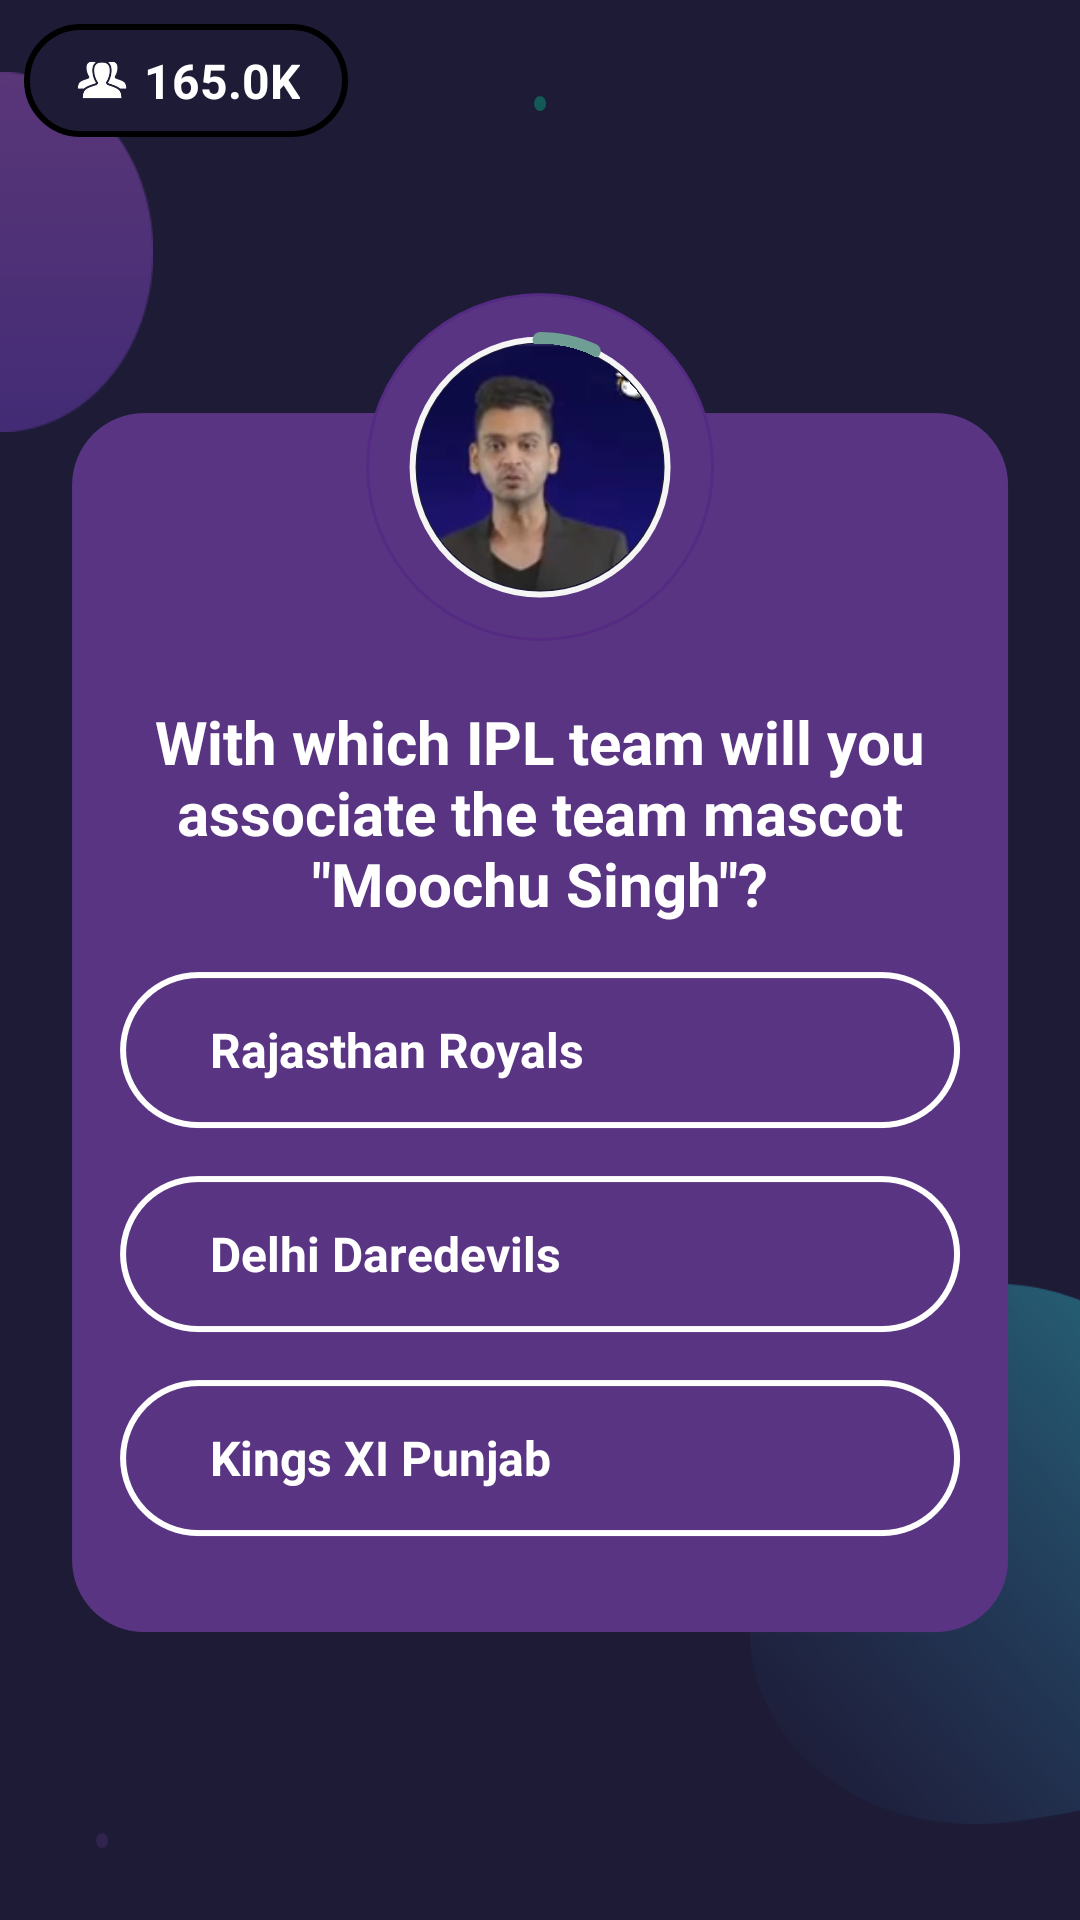 165.0K
With which IPL team will you
associate the team mascot
"Moochu Singh"?
Rajasthan Royals
Delhi Daredevils
Kings XI Punjab